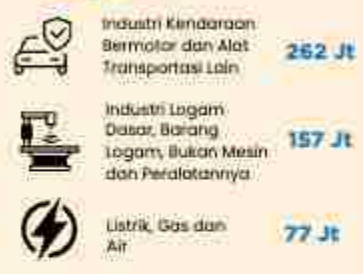 Industri Kendaraan
Bermotor dan Alat
Transportasi Lain
262 Jt
Industri Logam
Dasar, Barang
Logam, Bukan Mesin
dan Peralatannya
157 Jt
Listrik, Gas dan
Air
77 Jt